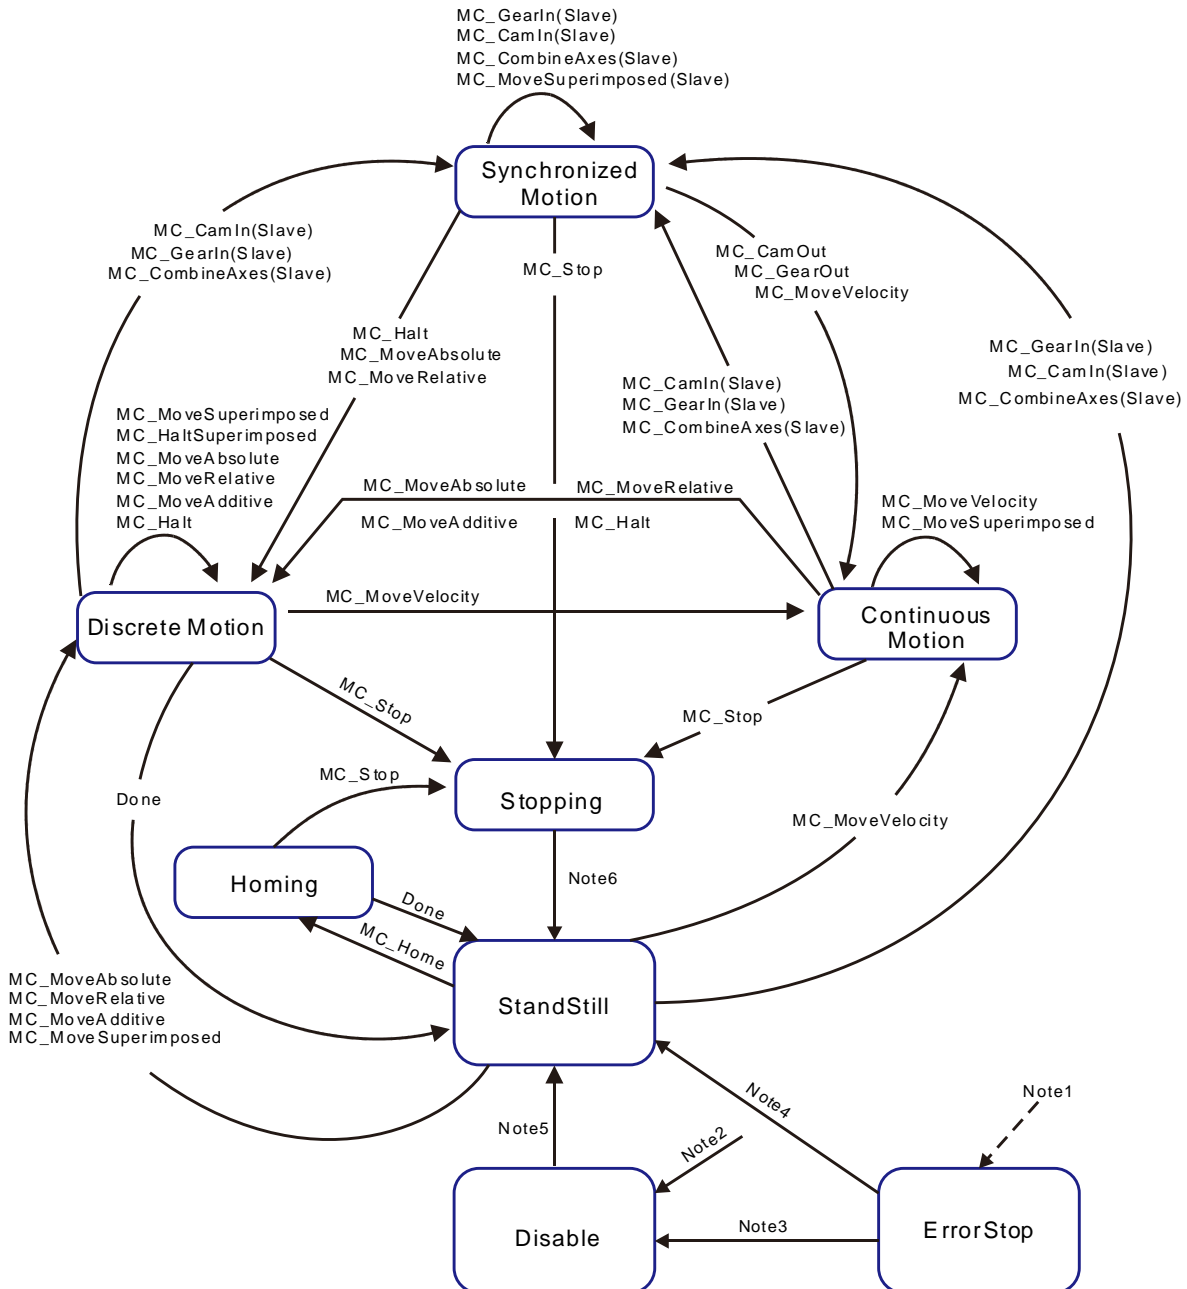 MC_GearIn(Slave)
MC_CamIn(Slave)
MC_CombineAxes(Slave)
MC_MoveSuperimposed(Slave)
Synchronized
Motion
MC_CamIn(Slave)
MC_GearIn(Slave)
MC_CombineAxes(Slave)
MC_Stop
MC_CamOut
MC_GearOut
MC_MoveVelocity
MC_Halt
MC_MoveAbsolute
MC_MoveRelative
MC_GearIn(Slave)
MC_CamIn(Slave)
MC_CombineAxes(Slave)
MC_CamIn(Slave)
MC_GearIn(Slave)
MC_CombineAxes(Slave)
MC_MoveSuperimposed
MC_HaltSuperimposed
MC_MoveAbsolute
MC_MoveRelative
MC_MoveAdditive
MC_Halt
MC_MoveAbsolute
MC_MoveRelative
MC_MoveAdditive
MC_Halt
MC_MoveVelocity
MC_MoveSuperimposed
MC_MoveVelocity
Discrete Motion
Continuous
Motion
MC_Stop
MC_Stop
MC_Stop
Stopping
Done
MC_MoveVelocity
Homing
Note6
Done
MC_Home
MC_MoveAbsolute
MC_MoveRelative
MC_MoveAdditive
MC_MoveSuperimposed
StandStill
Note4
Note1
Note5
Note2
Disable
Note3
ErrorStop